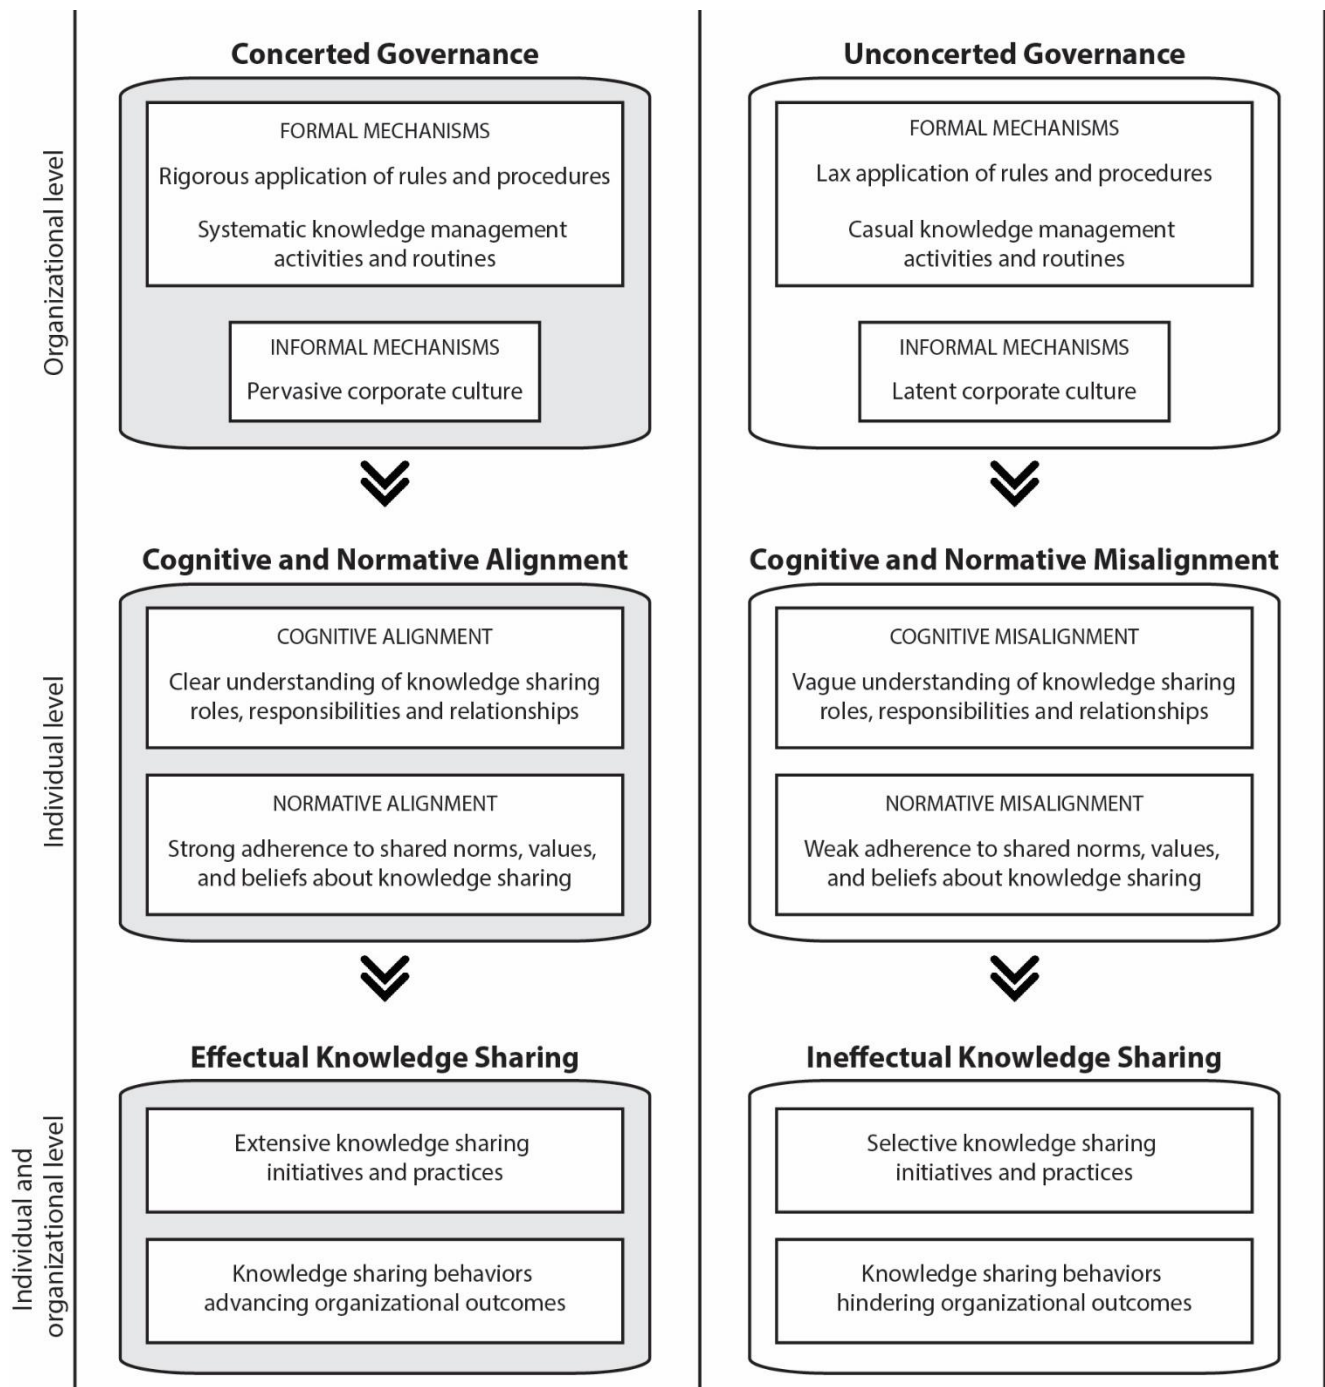 Concerted Governance
FORMAL MECHANISMS
Rigorous application of rules and procedures
Systematic knowledge management
activities and routines
INFORMAL MECHANISMS
Pervasive corporate culture
Unconcerted Governance
FORMAL MECHANISMS
Lax application of rules and procedures
Casual knowledge management
activities and routines
INFORMAL MECHANISMS
Latent corporate culture
Organizational level
Cognitive and Normative Alignment
COGNITIVE ALIGNMENT
Clear understanding of knowledge sharing
roles, responsibilities and relationships
NORMATIVE ALIGNMENT
Strong adherence to shared norms, values,
and beliefs about knowledge sharing
Cognitive and Normative Misalignment
COGNITIVE MISALIGNMENT
Vague understanding of knowledge sharing
roles, responsibilities and relationships
NORMATIVE MISALIGNMENT
Weak adherence to shared norms, values,
and beliefs about knowledge sharing
Individual level
Effectual Knowledge Sharing
Extensive knowledge sharing
initiatives and practices
Knowledge sharing behaviors
advancing organizational outcomes
Ineffectual Knowledge Sharing
Selective knowledge sharing
initiatives and practices
Knowledge sharing behaviors
hindering organizational outcomes
Individual and
organizational level